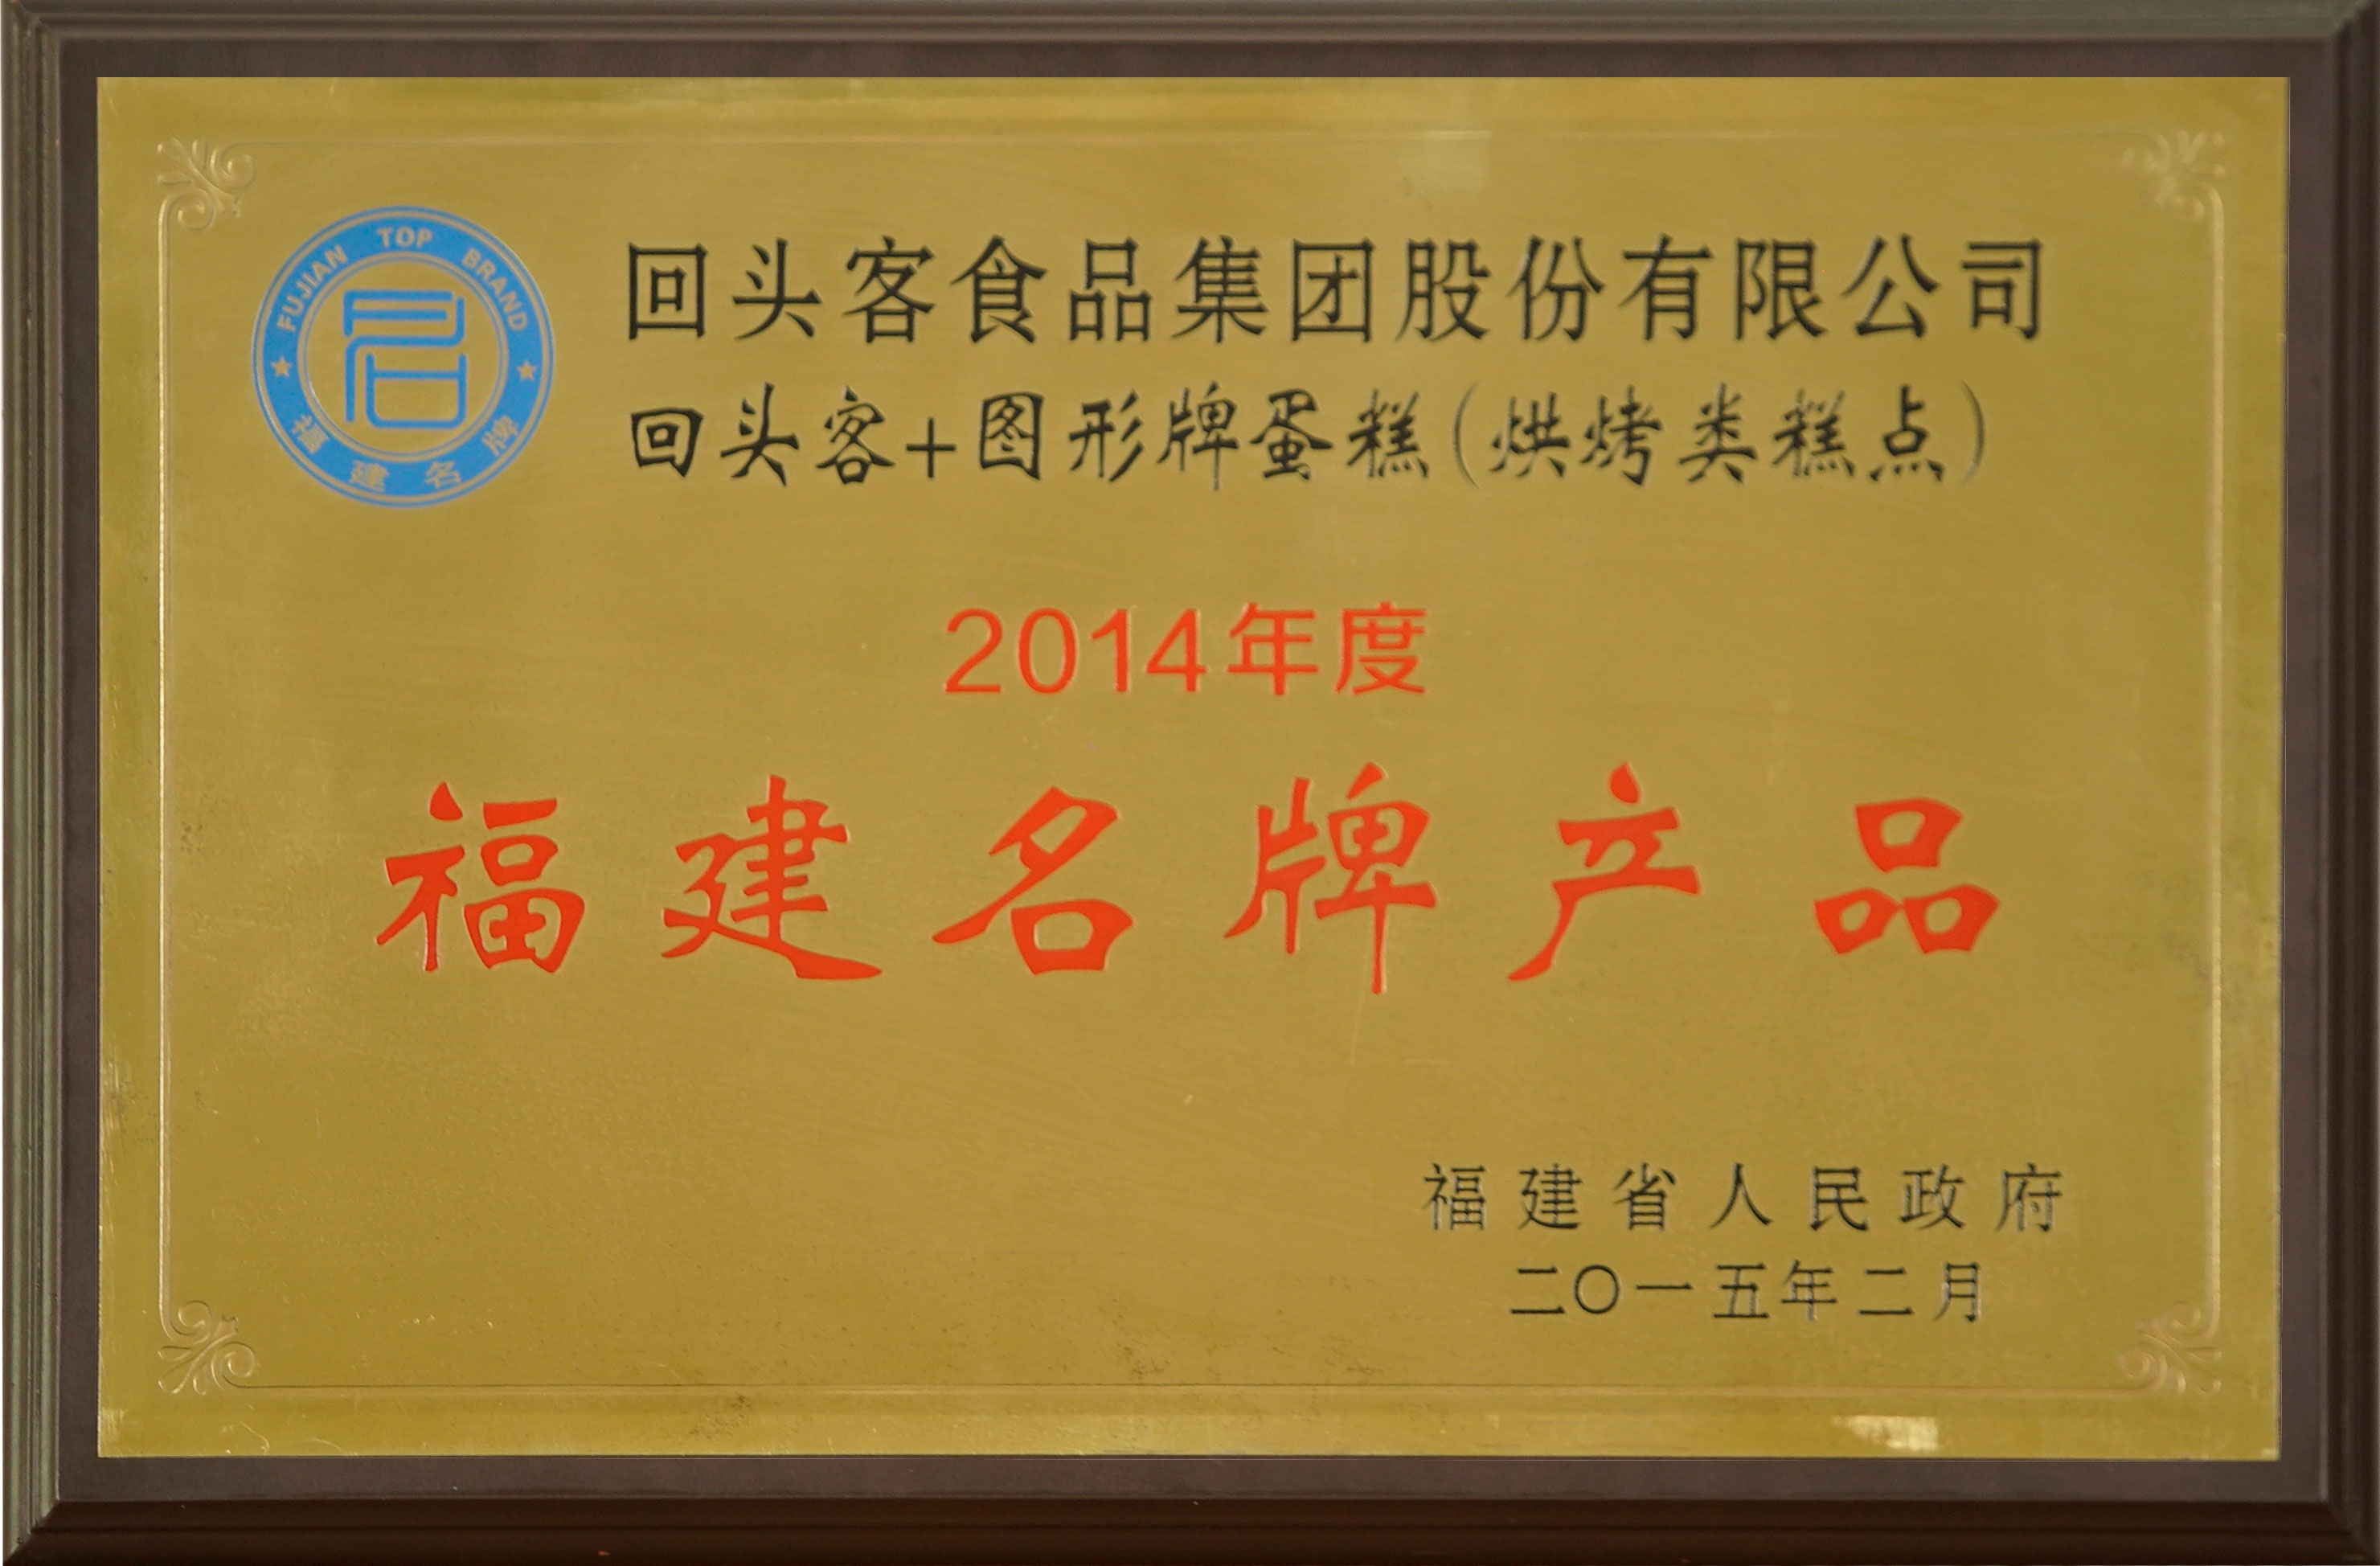 FUJIAN TOP BRAND
福建名牌
回头客食品集团股份有限公司
回头客+图形牌蛋糕(烘烤类糕点)
2014年度
福建名牌产品
福建省人民政府
二〇一五年二月